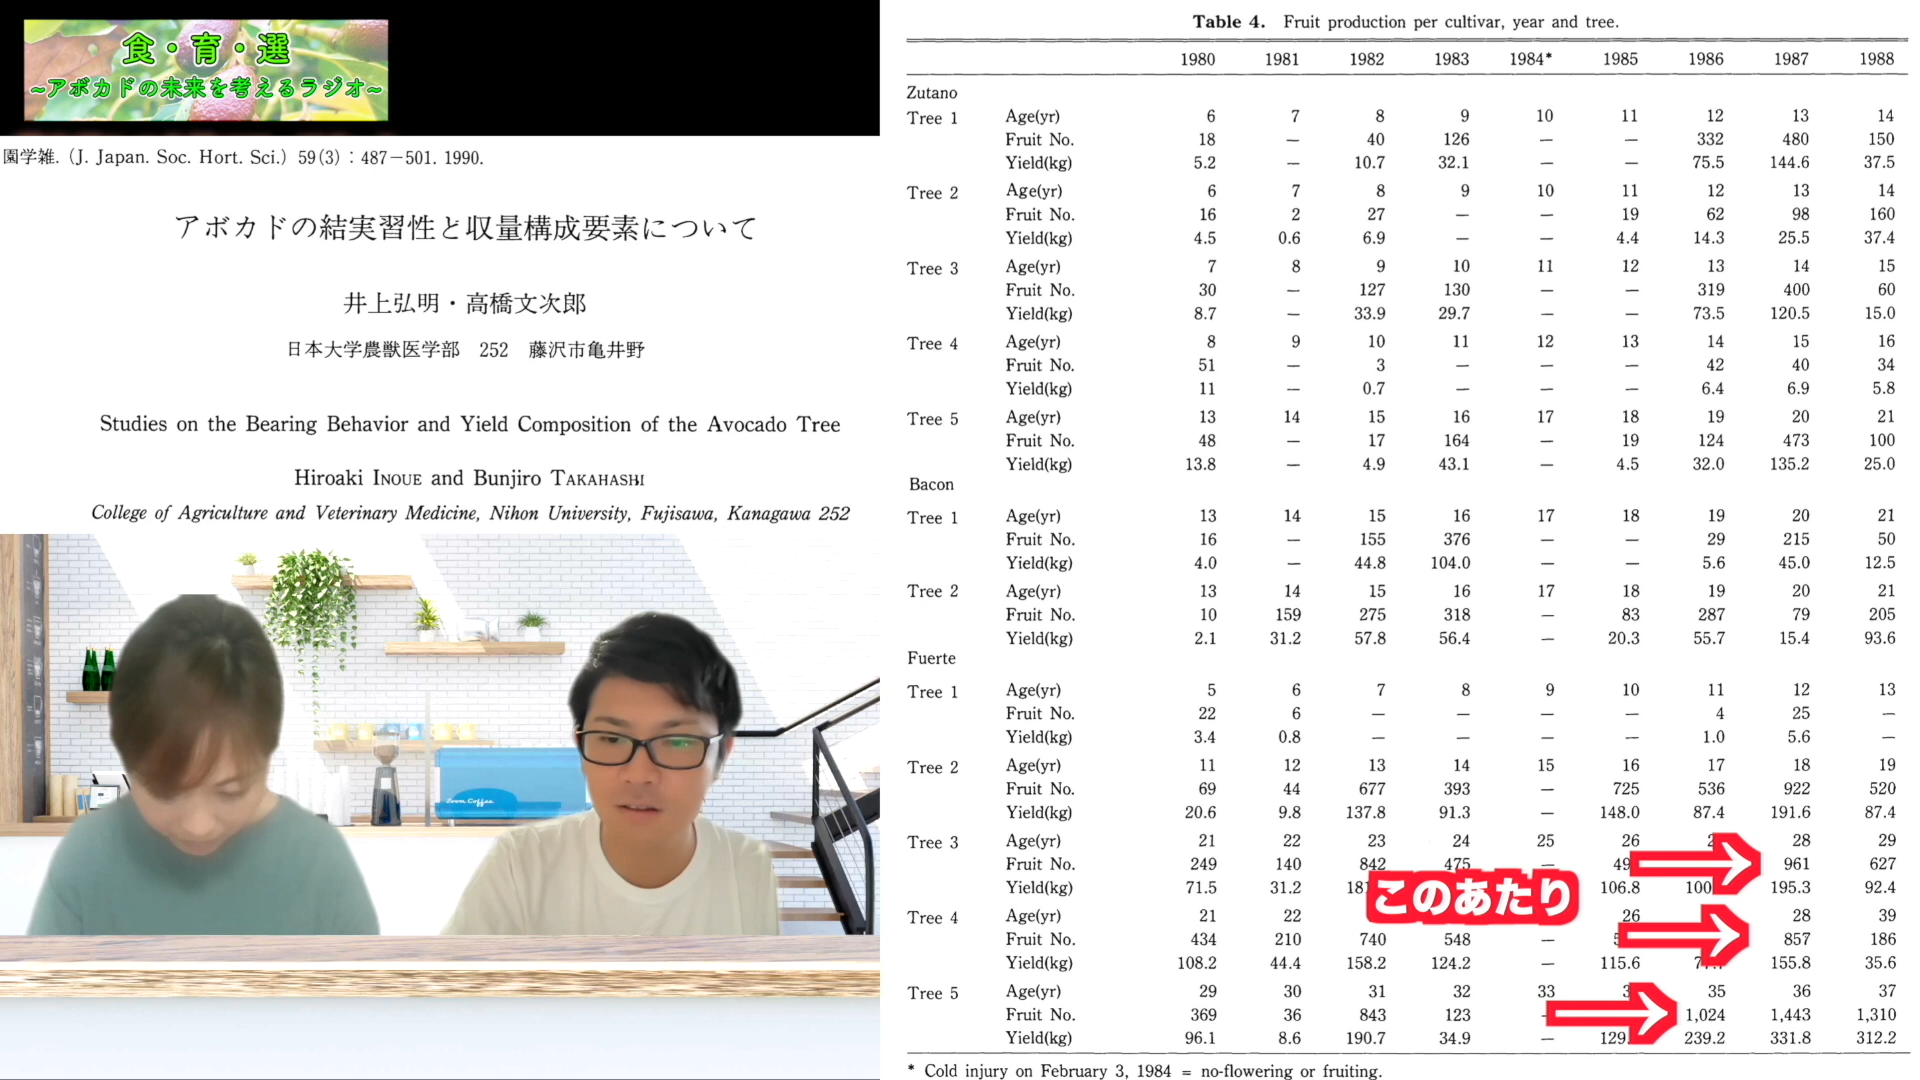 食・育・選
~アボカドの未来を考えるラジオ~
園学雑. (J. Japan. Soc. Hort. Sci.) 59(3) : 487−501. 1990.
アボカドの結実習性と収量構成要素について
井上弘明・高橋文次郎
日本大学農獣医学部 252 藤沢市亀井野
Studies on the Bearing Behavior and Yield Composition of the Avocado Tree
Hiroaki INOUE and Bunjiro TAKAHASHI
College of Agriculture and Veterinary Medicine, Nihon University, Fujisawa, Kanagawa 252
Zoom Coffee
Table 4. Fruit production per cultivar, year and tree.
1980 1981 1982 1983 1984* 1985 1986 1987 1988
Zutano
Tree 1 Age(yr) 6 7 8 9 10 11 12 13 14
Fruit No. 18 — 40 126 — — 332 480 150
Yield(kg) 5.2 — 10.7 32.1 — — 75.5 144.6 37.5
Tree 2 Age(yr) 6 7 8 9 10 11 12 13 14
Fruit No. 16 2 27 — — 19 62 98 160
Yield(kg) 4.5 0.6 6.9 — — 4.4 14.3 25.5 37.4
Tree 3 Age(yr) 7 8 9 10 11 12 13 14 15
Fruit No. 30 — 127 130 — — 319 400 60
Yield(kg) 8.7 — 33.9 29.7 — — 73.5 120.5 15.0
Tree 4 Age(yr) 8 9 10 11 12 13 14 15 16
Fruit No. 51 — 3 — — — 42 40 34
Yield(kg) 11 — 0.7 — — — 6.4 6.9 5.8
Tree 5 Age(yr) 13 14 15 16 17 18 19 20 21
Fruit No. 48 — 17 164 — 19 124 473 100
Yield(kg) 13.8 — 4.9 43.1 — 4.5 32.0 135.2 25.0
Bacon
Tree 1 Age(yr) 13 14 15 16 17 18 19 20 21
Fruit No. 16 — 155 376 — — 29 215 50
Yield(kg) 4.0 — 44.8 104.0 — — 5.6 45.0 12.5
Tree 2 Age(yr) 13 14 15 16 17 18 19 20 21
Fruit No. 10 159 275 318 — 83 287 79 205
Yield(kg) 2.1 31.2 57.8 56.4 — 20.3 55.7 15.4 93.6
Fuerte
Tree 1 Age(yr) 5 6 7 8 9 10 11 12 13
Fruit No. 22 6 — — — — 4 25 —
Yield(kg) 3.4 0.8 — — — — 1.0 5.6 —
Tree 2 Age(yr) 11 12 13 14 15 16 17 18 19
Fruit No. 69 44 677 393 — 725 536 922 520
Yield(kg) 20.6 9.8 137.8 91.3 — 148.0 87.4 191.6 87.4
Tree 3 Age(yr) 21 22 23 24 25 26 28 29
Fruit No. 249 140 842 475 — 961 627
Yield(kg) 71.5 31.2 106.8 195.3 92.4
このあたり
Tree 4 Age(yr) 21 22 26 28 39
Fruit No. 434 210 740 548 — 857 186
Yield(kg) 108.2 44.4 158.2 124.2 — 115.6 155.8 35.6
Tree 5 Age(yr) 29 30 31 32 33 35 36 37
Fruit No. 369 36 843 123 1,024 1,443 1,310
Yield(kg) 96.1 8.6 190.7 34.9 — 239.2 331.8 312.2
* Cold injury on February 3, 1984 = no-flowering or fruiting.